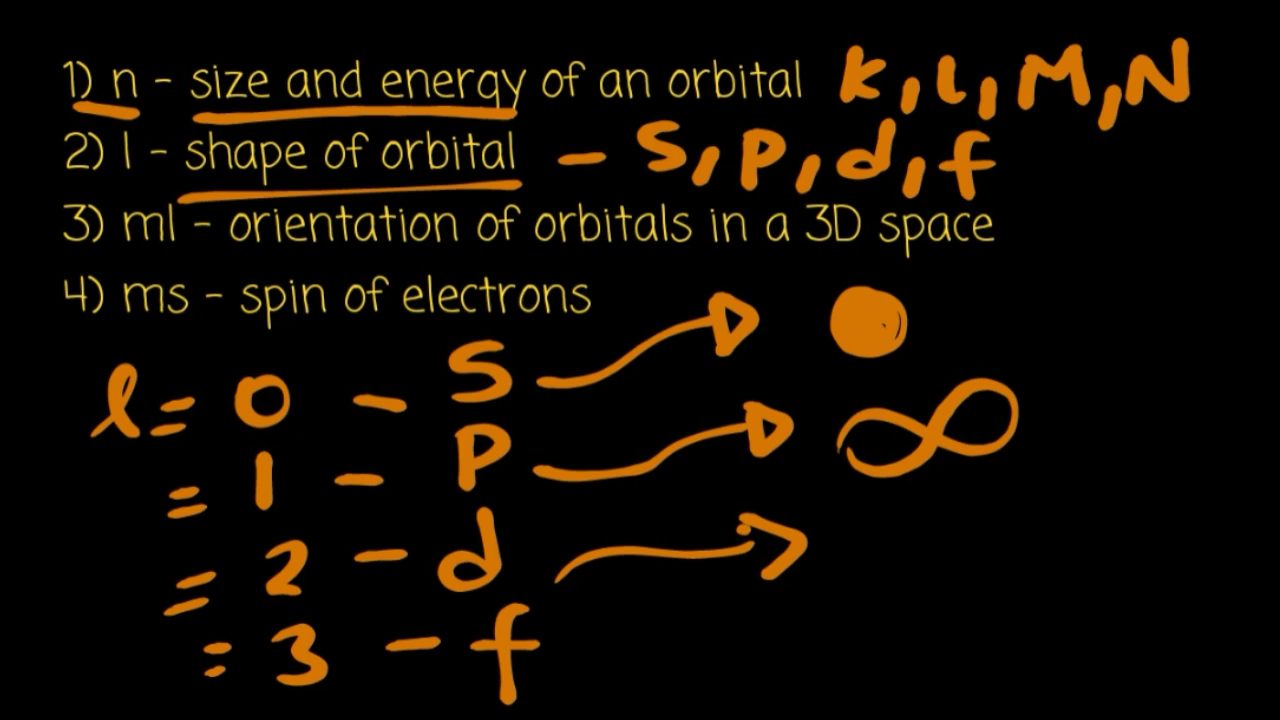 1) n - size and energy of an orbital K, L, M, N
2) l - shape of orbital - s, p, d, f
3) ml - orientation of orbitals in a 3D space
4) ms - spin of electrons
l = 0 - s
= 1 - p
= 2 - d
= 3 - f